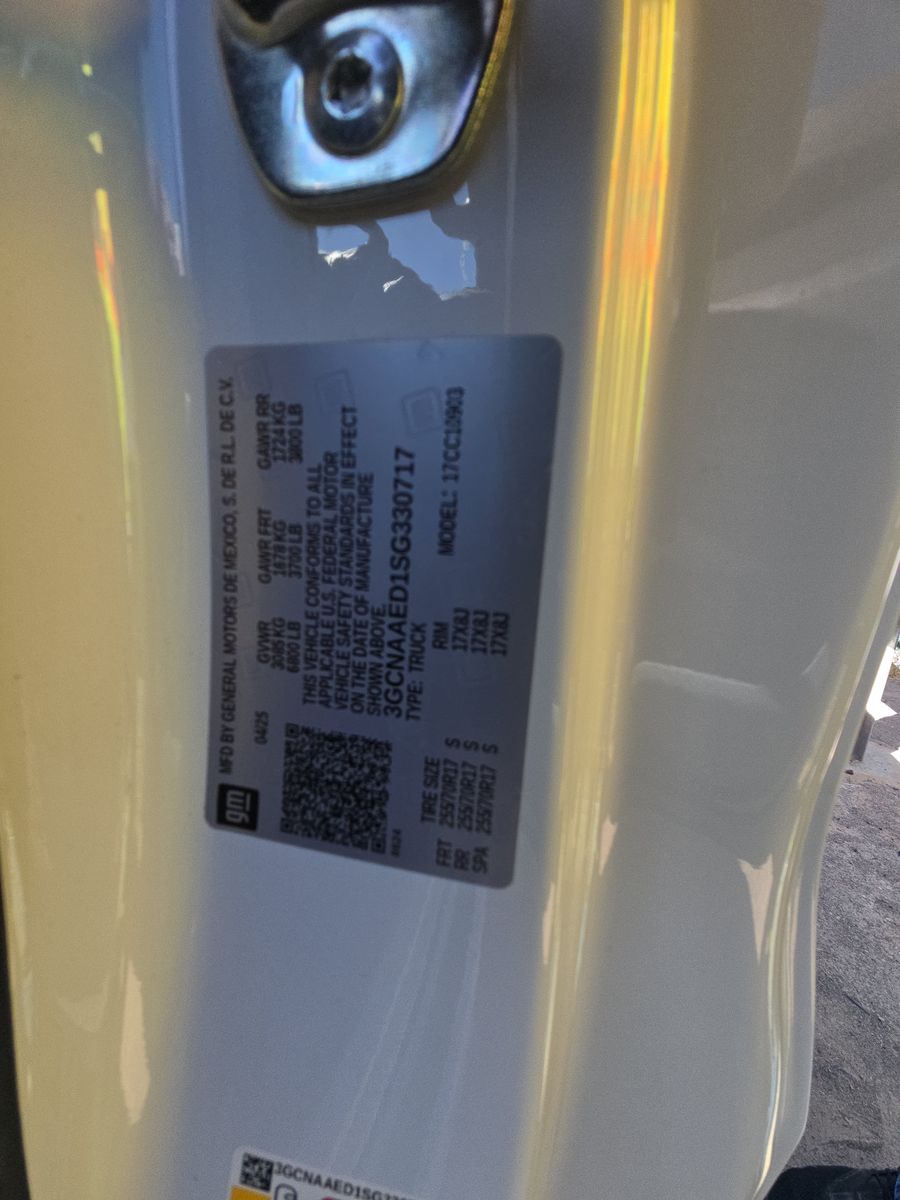 gm MFD BY GENERAL MOTORS DE MEXICO, S. DE R.L. DE C.V.
04/25 GVWR GAWR FRT GAWR RR
3085 KG 1678 KG 1724 KG
6800 LB 3700 LB 3800 LB
THIS VEHICLE CONFORMS TO ALL
APPLICABLE U.S. FEDERAL MOTOR
VEHICLE SAFETY STANDARDS IN EFFECT
ON THE DATE OF MANUFACTURE
SHOWN ABOVE.
3GCNAAED1SG330717
TYPE: TRUCK MODEL: 17CC10903
TIRE SIZE RIM
FRT 255/70R17 S 17X8J
RR 255/70R17 S 17X8J
SPA 255/70R17 S 17X8J
3GCNAAED1SG33